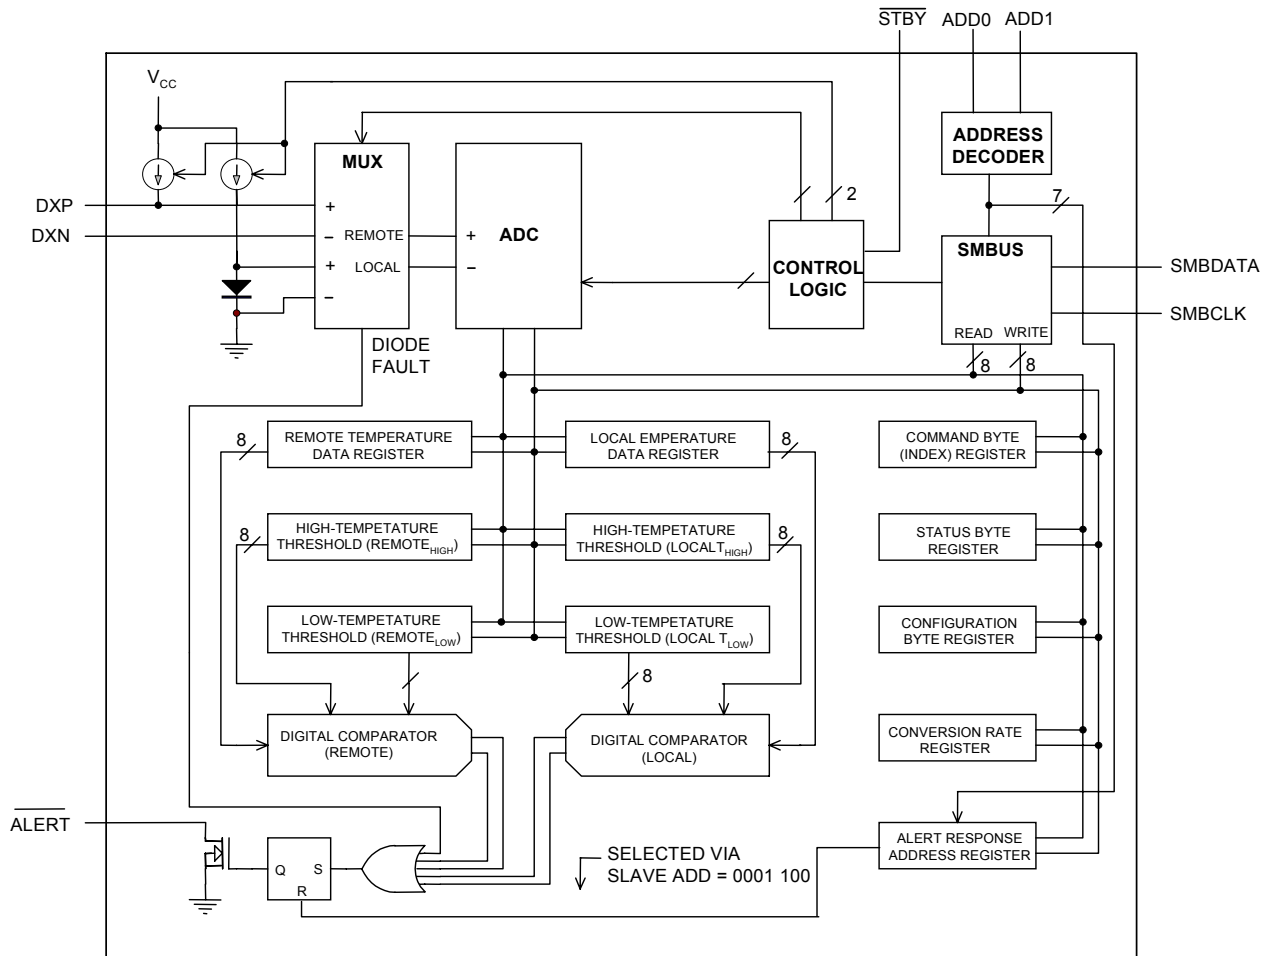 STBY ADD0 ADD1
VCC
ADDRESS
DECODER
MUX
DXP
+
2
7
DXN
− REMOTE
+
ADC
SMBUS
+ LOCAL
−
CONTROL
LOGIC
SMBDATA
−
SMBCLK
READ WRITE
DIODE
FAULT
8 8
8
REMOTE TEMPERATURE
DATA REGISTER
LOCAL EMPERATURE
DATA REGISTER
8
COMMAND BYTE
(INDEX) REGISTER
8
HIGH-TEMPETATURE
THRESHOLD (REMOTEHIGH)
HIGH-TEMPETATURE
THRESHOLD (LOCALTHIGH)
8
STATUS BYTE
REGISTER
LOW-TEMPETATURE
THRESHOLD (REMOTELOW)
LOW-TEMPETATURE
THRESHOLD (LOCAL TLOW)
CONFIGURATION
BYTE REGISTER
8
DIGITAL COMPARATOR
(REMOTE)
DIGITAL COMPARATOR
(LOCAL)
CONVERSION RATE
REGISTER
ALERT
Q S
R
SELECTED VIA
SLAVE ADD = 0001 100
ALERT RESPONSE
ADDRESS REGISTER